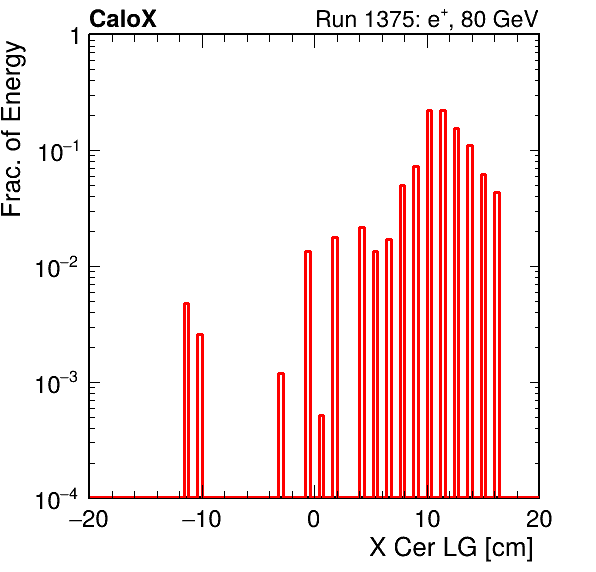 CaloX Run 1375: e⁺, 80 GeV
Frac. of Energy
1
10⁻¹
10⁻²
10⁻³
10⁻⁴
−20 −10 0 10 20
X Cer LG [cm]